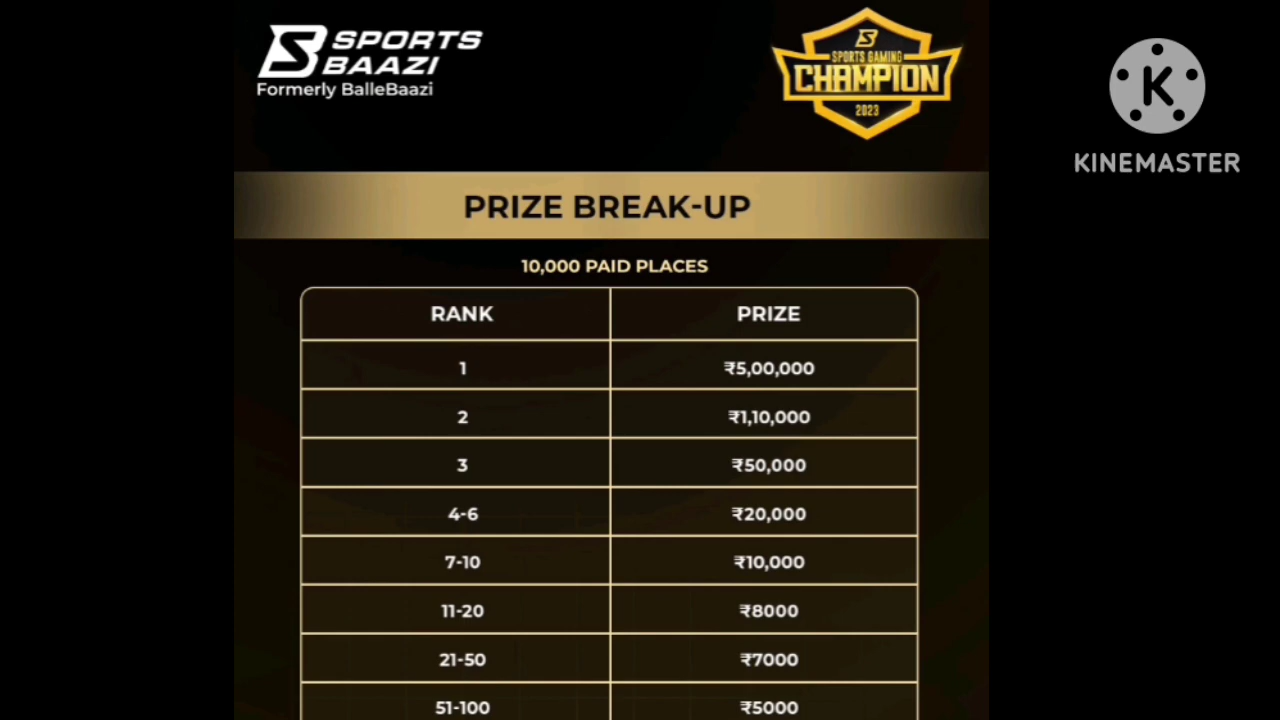 SPORTS
BAAZI
Formerly BalleBaazi
SPORTS GAMING
CHAMPION
2023
K
KINEMASTER
PRIZE BREAK-UP
10,000 PAID PLACES
RANK PRIZE
1 ₹5,00,000
2 ₹1,10,000
3 ₹50,000
4-6 ₹20,000
7-10 ₹10,000
11-20 ₹8000
21-50 ₹7000
51-100 ₹5000